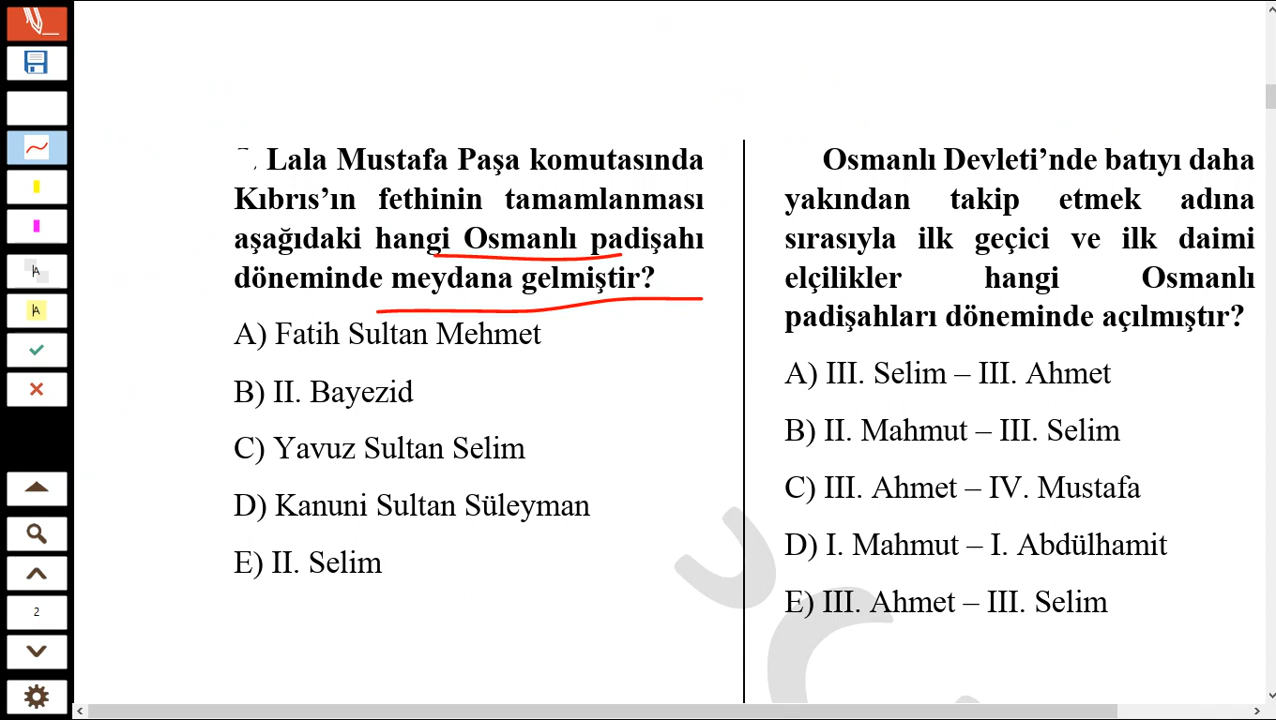 Lala Mustafa Paşa komutasında
Kıbrıs'ın fethinin tamamlanması
aşağıdaki hangi Osmanlı padişahı
döneminde meydana gelmiştir?
A) Fatih Sultan Mehmet
B) II. Bayezid
C) Yavuz Sultan Selim
D) Kanuni Sultan Süleyman
E) II. Selim
Osmanlı Devleti'nde batıyı daha
yakından takip etmek adına
sırasıyla ilk geçici ve ilk daimi
elçilikler hangi Osmanlı
padişahları döneminde açılmıştır?
A) III. Selim – III. Ahmet
B) II. Mahmut – III. Selim
C) III. Ahmet – IV. Mustafa
D) I. Mahmut – I. Abdülhamit
E) III. Ahmet – III. Selim
A
A
2